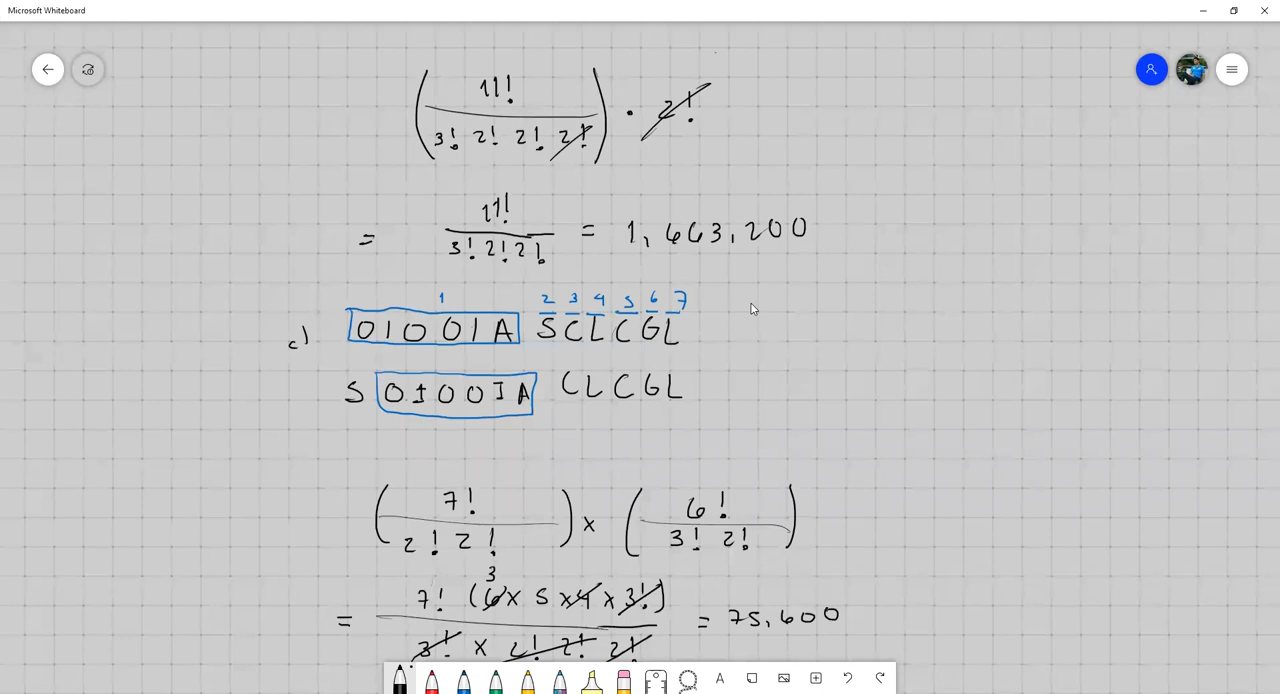 Microsoft Whiteboard
( 11! / 3! 2! 2! 2! ) · 2!
= 11! / 3! 2! 2! = 1,663,200
1 2 3 4 5 6 7
c) O I O O I A S C L C G L
S O I O O I A C L C G L
( 7! / 2! 2! ) x ( 6! / 3! 2! )
3
= 7! (6 x 5 x 4 x 3!) / 3! x 2! 2! 2! = 75,600
A